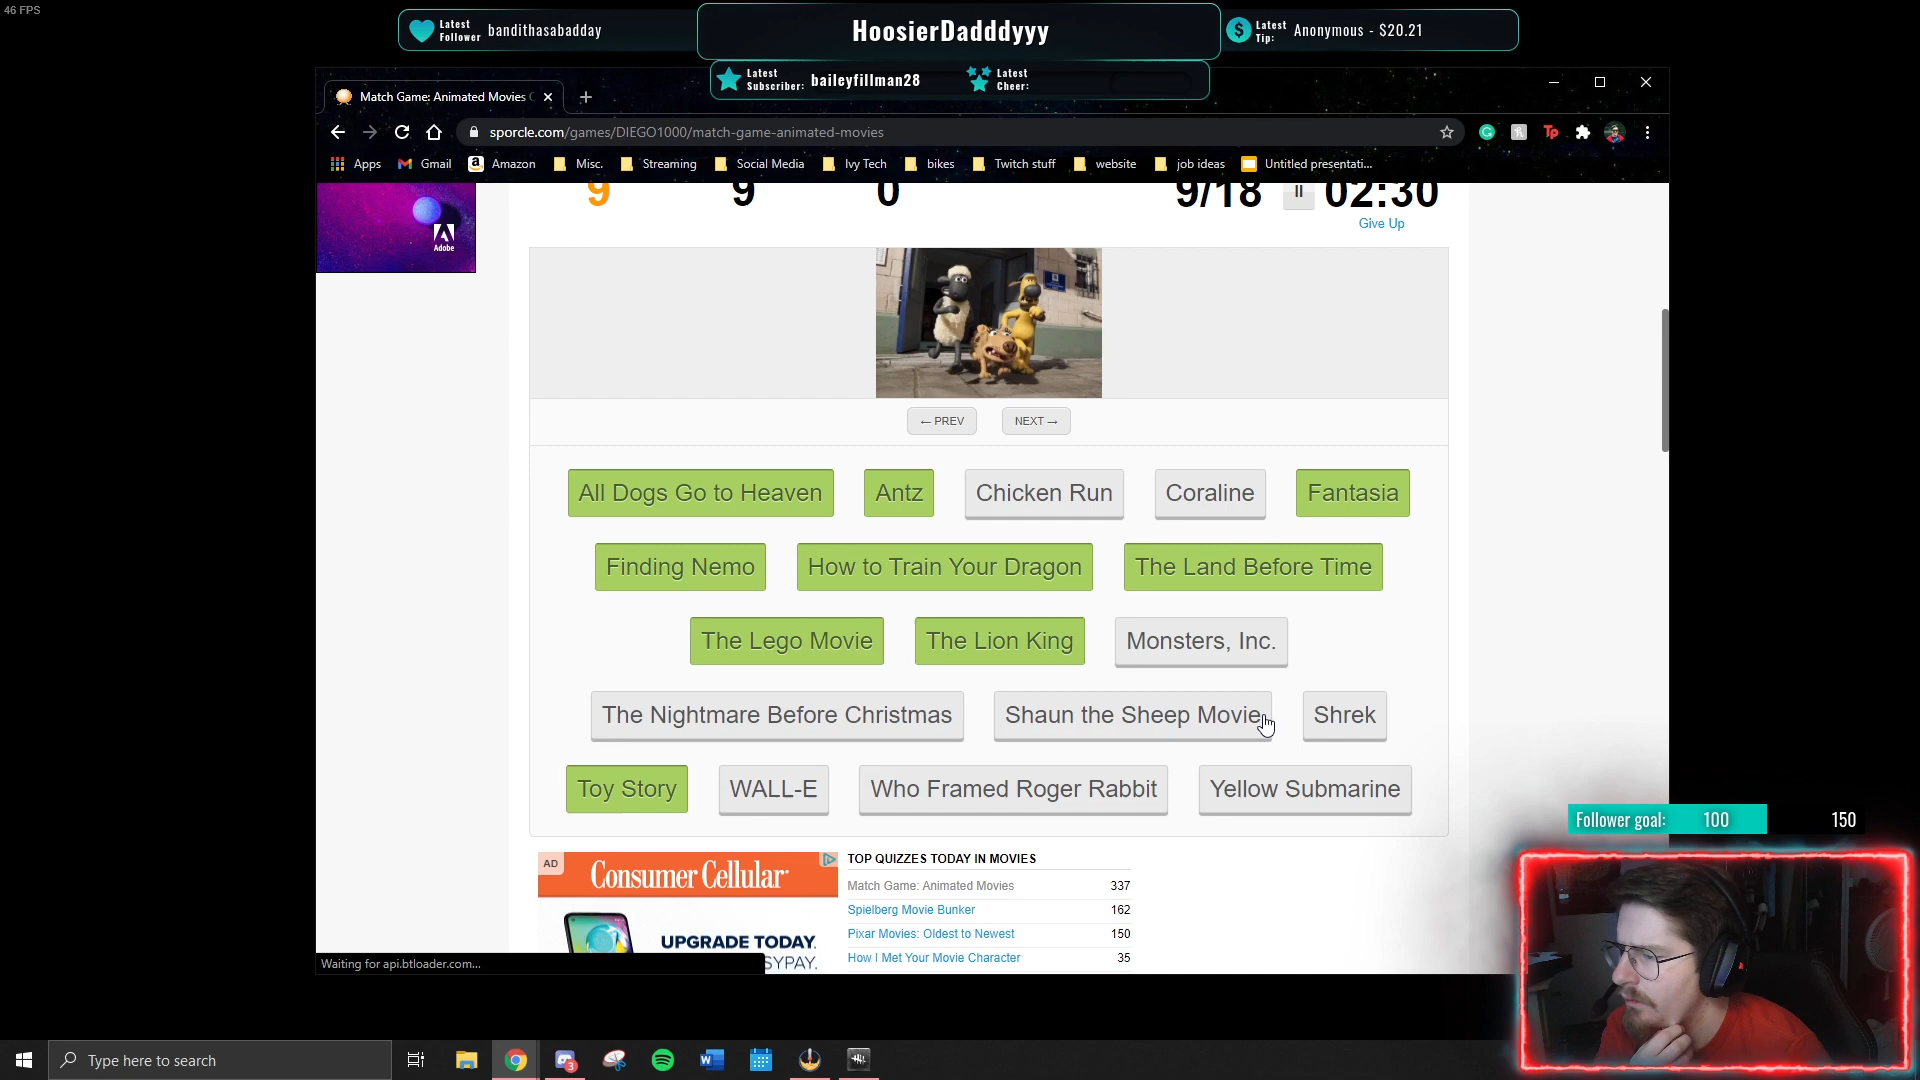 46 FPS
Latest Follower bandithasabadday
HoosierDadddyyy
Latest Tip: Anonymous - $20.21
Latest Subscriber: baileyfillman28
Latest Cheer:
Match Game: Animated Movies
sporcle.com/games/DIEGO1000/match-game-animated-movies
Apps Gmail Amazon Misc. Streaming Social Media Ivy Tech bikes Twitch stuff website job ideas Untitled presentati...
9 9 0 9/18 02:30
Give Up
Adobe
← PREV NEXT →
All Dogs Go to Heaven Antz Chicken Run Coraline Fantasia
Finding Nemo How to Train Your Dragon The Land Before Time
The Lego Movie The Lion King Monsters, Inc.
The Nightmare Before Christmas Shaun the Sheep Movie Shrek
Toy Story WALL-E Who Framed Roger Rabbit Yellow Submarine
Follower goal: 100 150
AD
Consumer Cellular
UPGRADE TODAY.
SYPAY.
TOP QUIZZES TODAY IN MOVIES
Match Game: Animated Movies 337
Spielberg Movie Bunker 162
Pixar Movies: Oldest to Newest 150
How I Met Your Movie Character 35
Waiting for api.btloader.com...
Type here to search
3